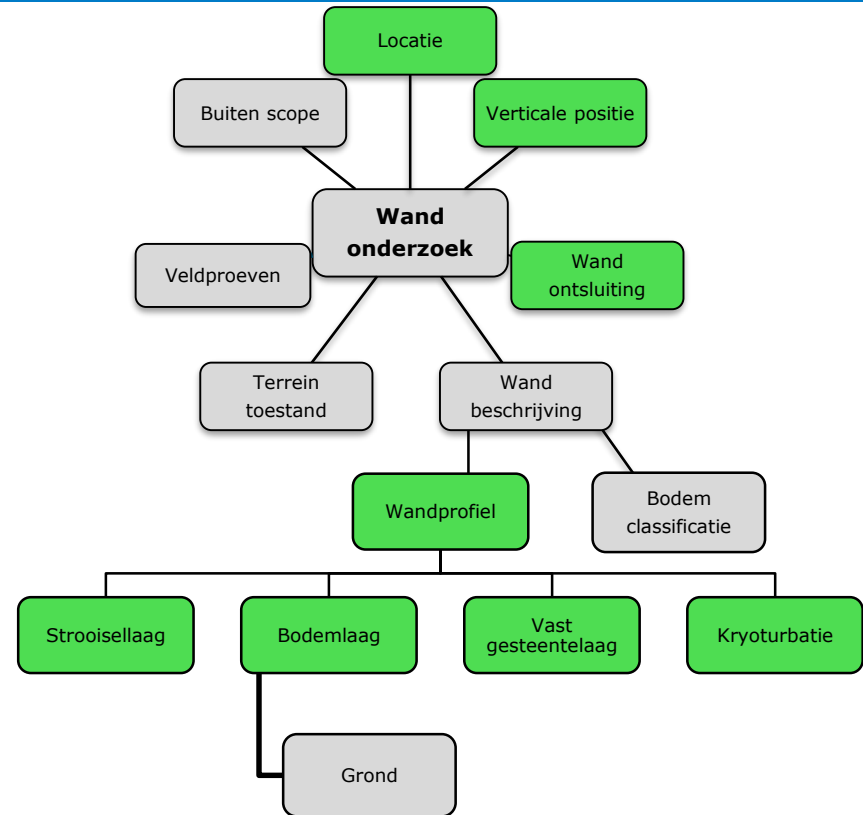 Locatie
Buiten scope
Verticale positie
Wand
onderzoek
Veldproeven
Wand
ontsluiting
Terrein
toestand
Wand
beschrijving
Wandprofiel
Bodem
classificatie
Strooisellaag
Bodemlaag
Vast
gesteentelaag
Kryoturbatie
Grond